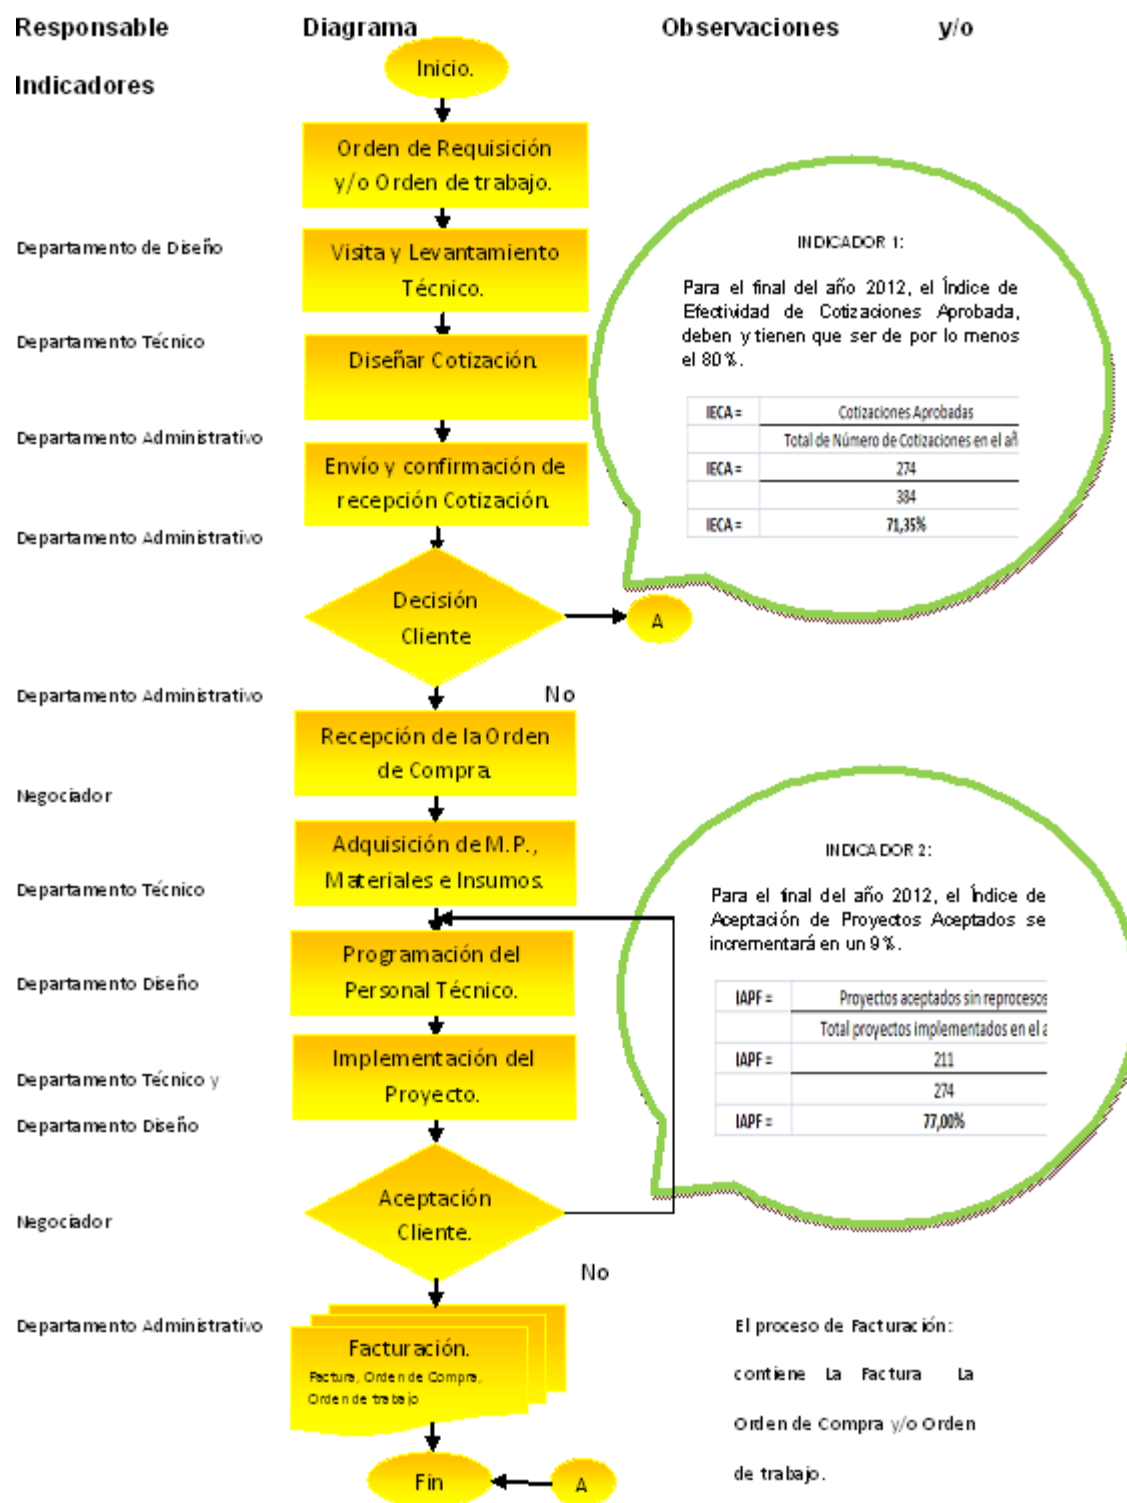 Responsable Diagrama Observaciones y/o
Indicadores
Inicio.
Orden de Requisición
y/o Orden de trabajo.
Departamento de Diseño
Visita y Levantamiento
Técnico.
Departamento Técnico
Diseñar Cotización.
Departamento Administrativo
Envío y confirmación de
recepción Cotización.
Departamento Administrativo
Decisión
Cliente
A
INDICADOR 1:
Para el final del año 2012, el Índice de
Efectividad de Cotizaciones Aprobada,
deben y tienen que ser de por lo menos
el 80%.
IECA = Cotizaciones Aprobadas
Total de Número de Cotizaciones en el añ
IECA = 274
384
IECA = 71,35%
Departamento Administrativo
No
Recepción de la Orden
de Compra.
Negociador
Adquisición de M.P.,
Materiales e Insumos.
Departamento Técnico
Programación del
Personal Técnico.
Departamento Diseño
Implementación del
Proyecto.
Departamento Técnico y
Departamento Diseño
Aceptación
Cliente.
Negociador
No
INDICADOR 2:
Para el final del año 2012, el Índice de
Aceptación de Proyectos Aceptados se
incrementará en un 9%.
IAPF = Proyectos aceptados sin reprocesos
Total proyectos implementados en el a
IAPF = 211
274
IAPF = 77,00%
Departamento Administrativo
Facturación.
Factura, Orden de Compra,
Orden de trabajo
El proceso de Facturación:
contiene La Factura La
Orden de Compra y/o Orden
de trabajo.
Fin
A